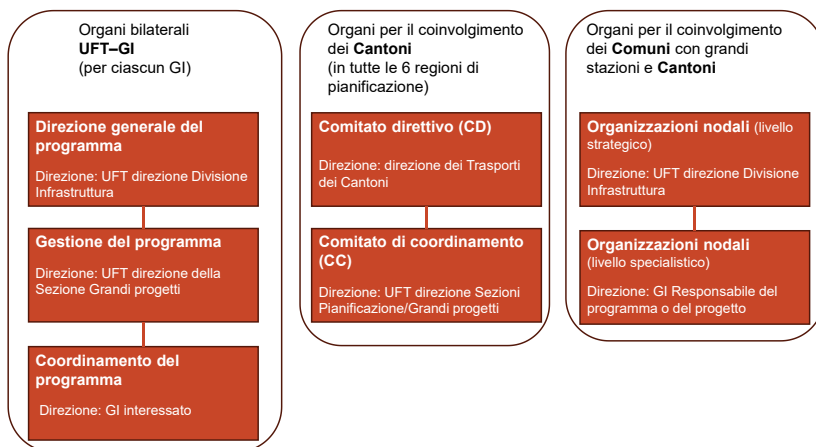 Organi bilaterali
UFT–GI
(per ciascun GI)
Direzione generale del
programma
Direzione: UFT direzione Divisione
Infrastruttura
Gestione del programma
Direzione: UFT direzione della
Sezione Grandi progetti
Coordinamento del
programma
Direzione: GI interessato
Organi per il coinvolgimento
dei Cantoni
(in tutte le 6 regioni di
pianificazione)
Comitato direttivo (CD)
Direzione: direzione dei Trasporti
dei Cantoni
Comitato di coordinamento
(CC)
Direzione: UFT direzione Sezioni
Pianificazione/Grandi progetti
Organi per il coinvolgimento
dei Comuni con grandi
stazioni e Cantoni
Organizzazioni nodali (livello
strategico)
Direzione: UFT direzione Divisione
Infrastruttura
Organizzazioni nodali
(livello specialistico)
Direzione: GI Responsabile del
programma o del progetto